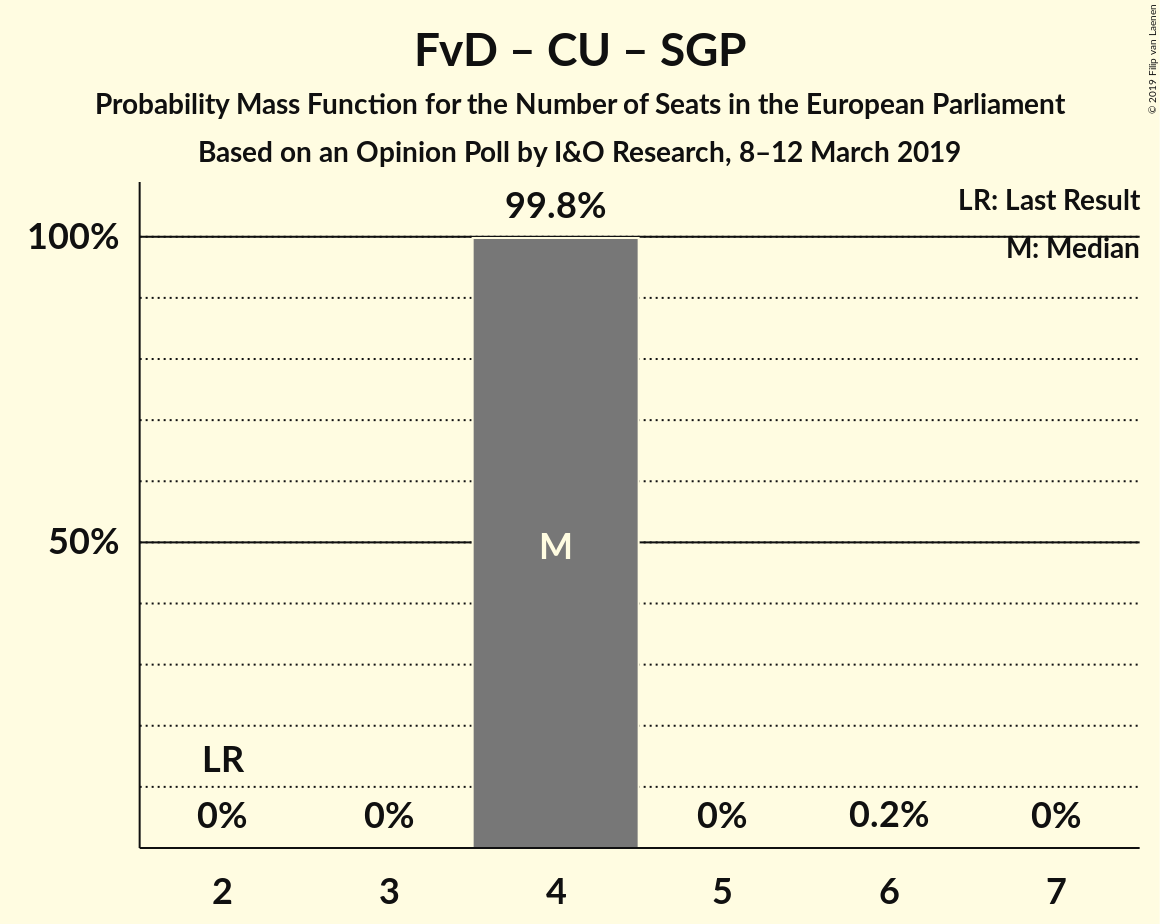 FvD – CU – SGP
Probability Mass Function for the Number of Seats in the European Parliament
Based on an Opinion Poll by I&O Research, 8–12 March 2019
© 2019 Filip van Laenen
LR: Last Result
M: Median
99.8%
100%
50%
M
LR
0%
0%
0%
0.2%
0%
2
3
4
5
6
7